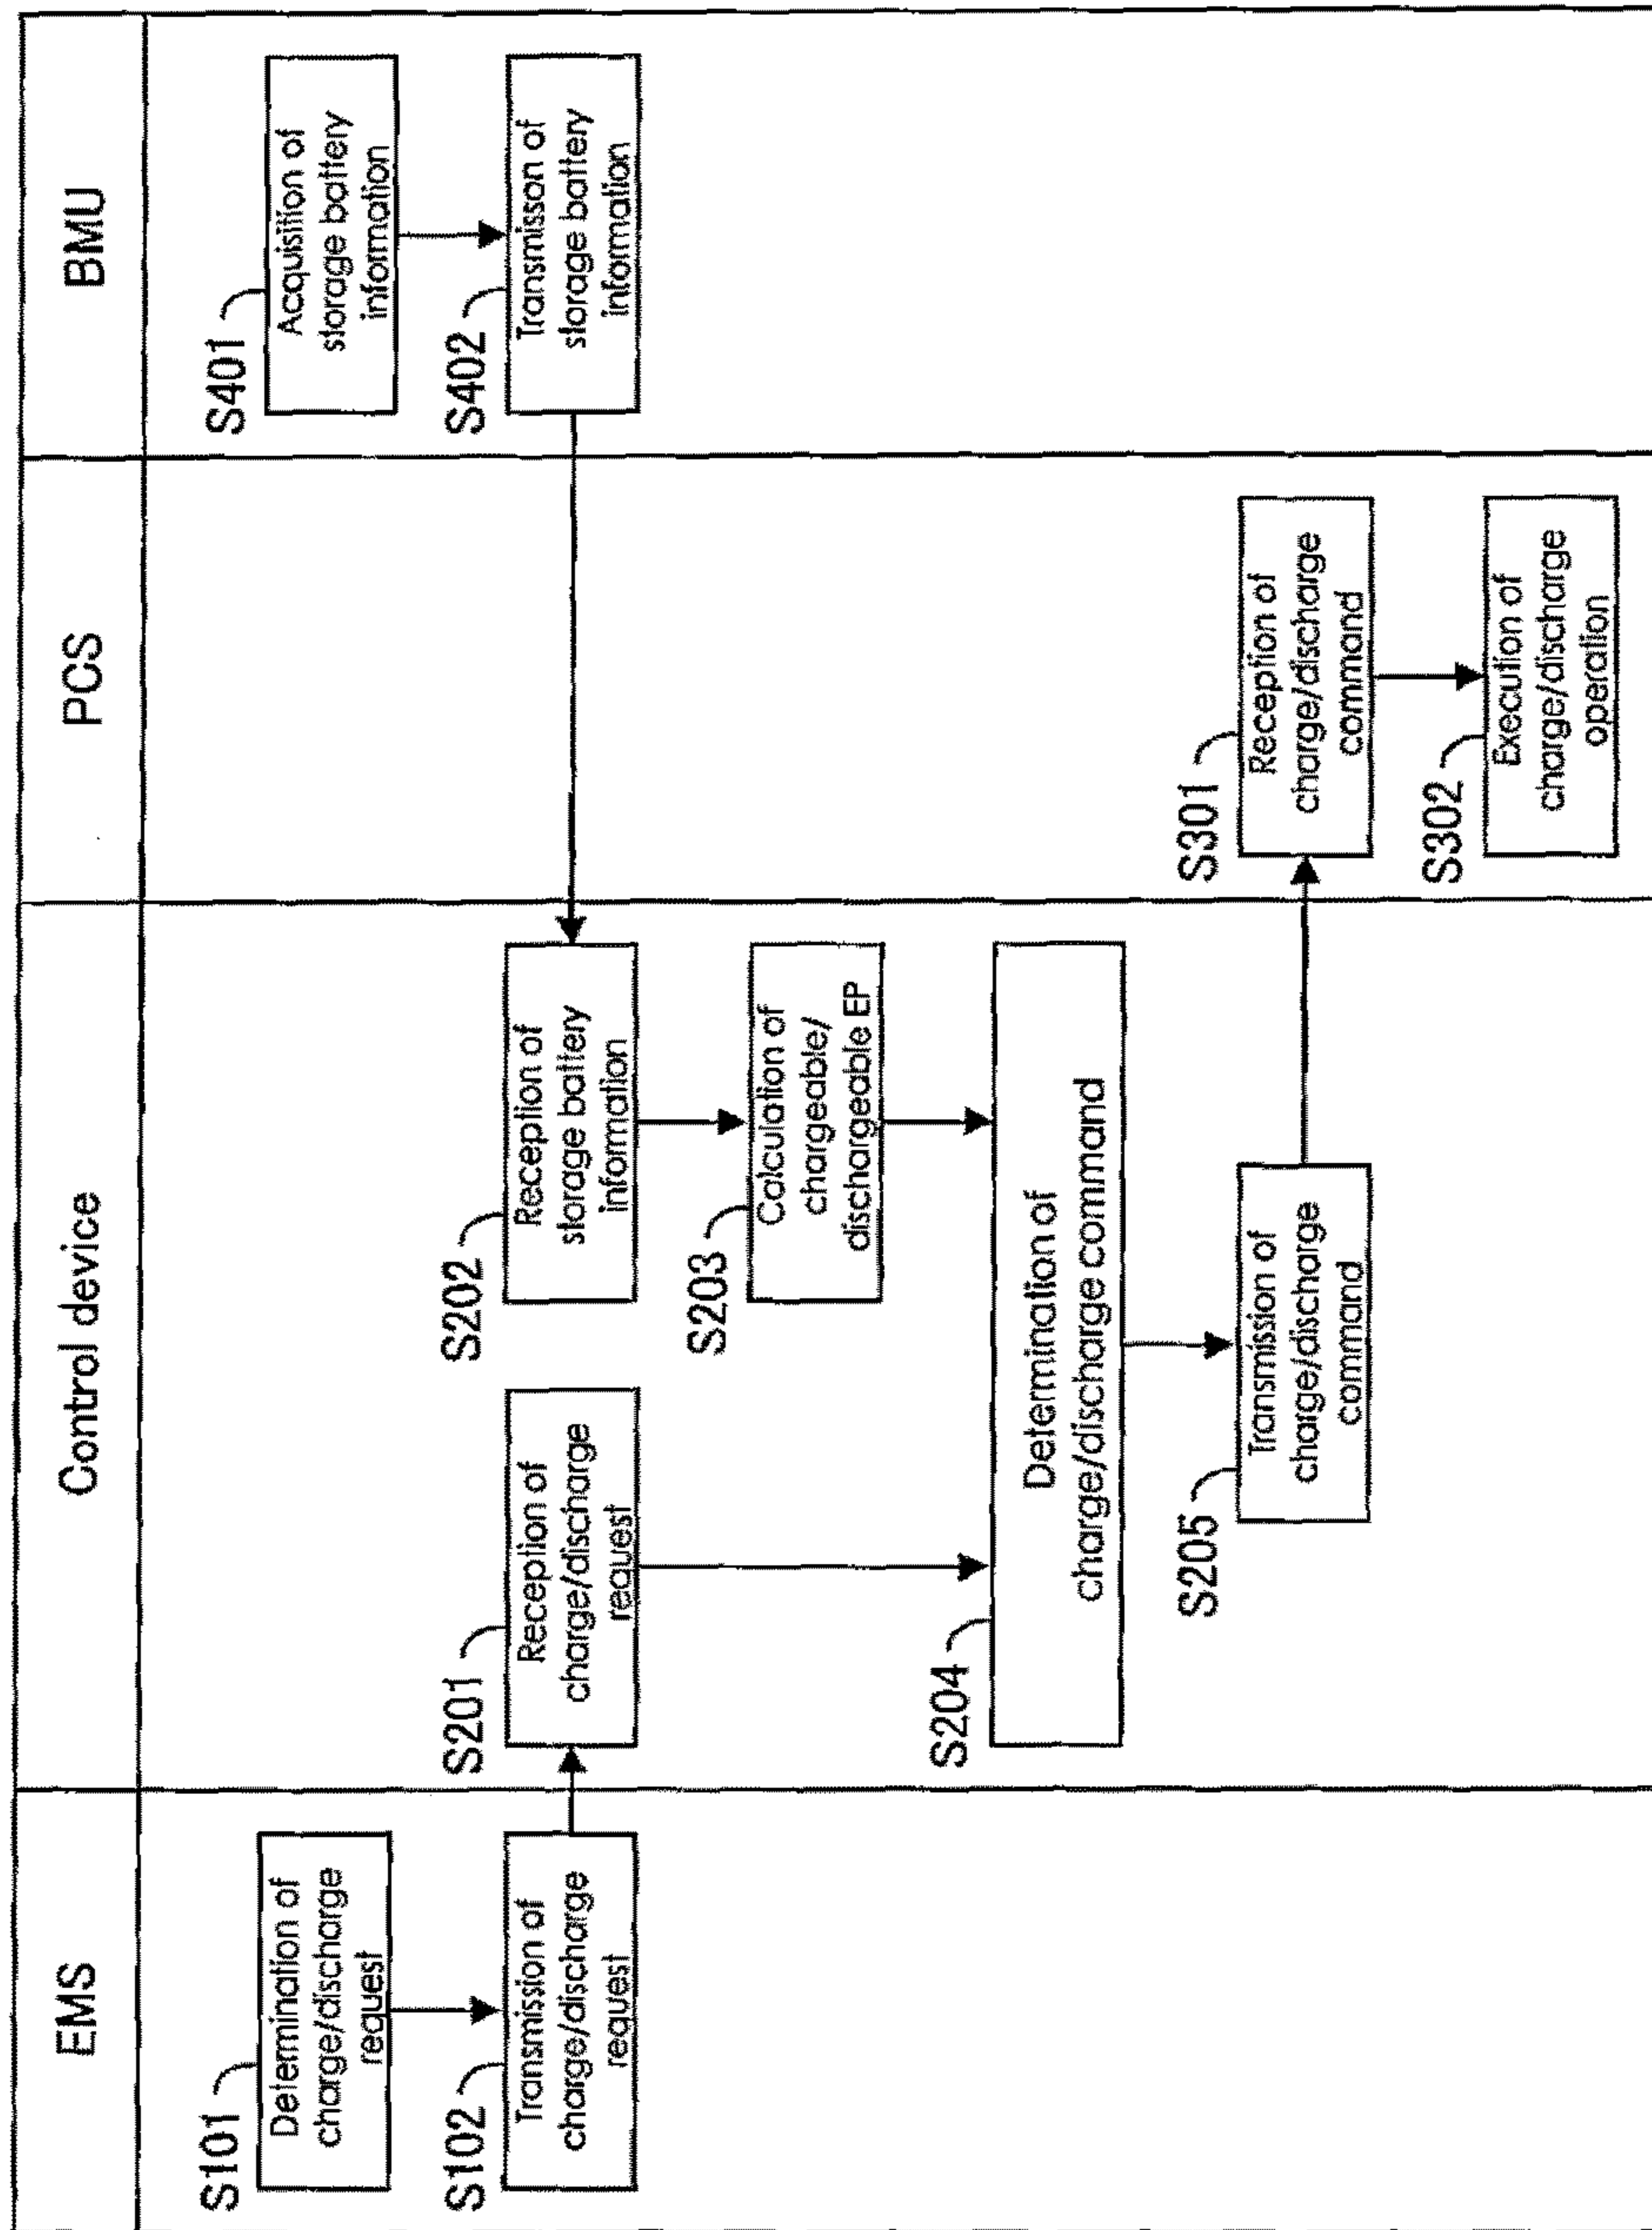 EMS
Control device
PCS
BMU
S101
Determination of
charge/discharge
request
S102
Transmission of
charge/discharge
request
S201
Reception of
charge/discharge
request
S202
Reception of
storage battery
information
S203
Calculation of
chargeable/
dischargeable EP
S204
Determination of
charge/discharge command
S205
Transmission of
charge/discharge
command
S301
Reception of
charge/discharge
command
S302
Execution of
charge/discharge
operation
S401
Acquisition of
storage battery
information
S402
Transmisson of
storage battery
information